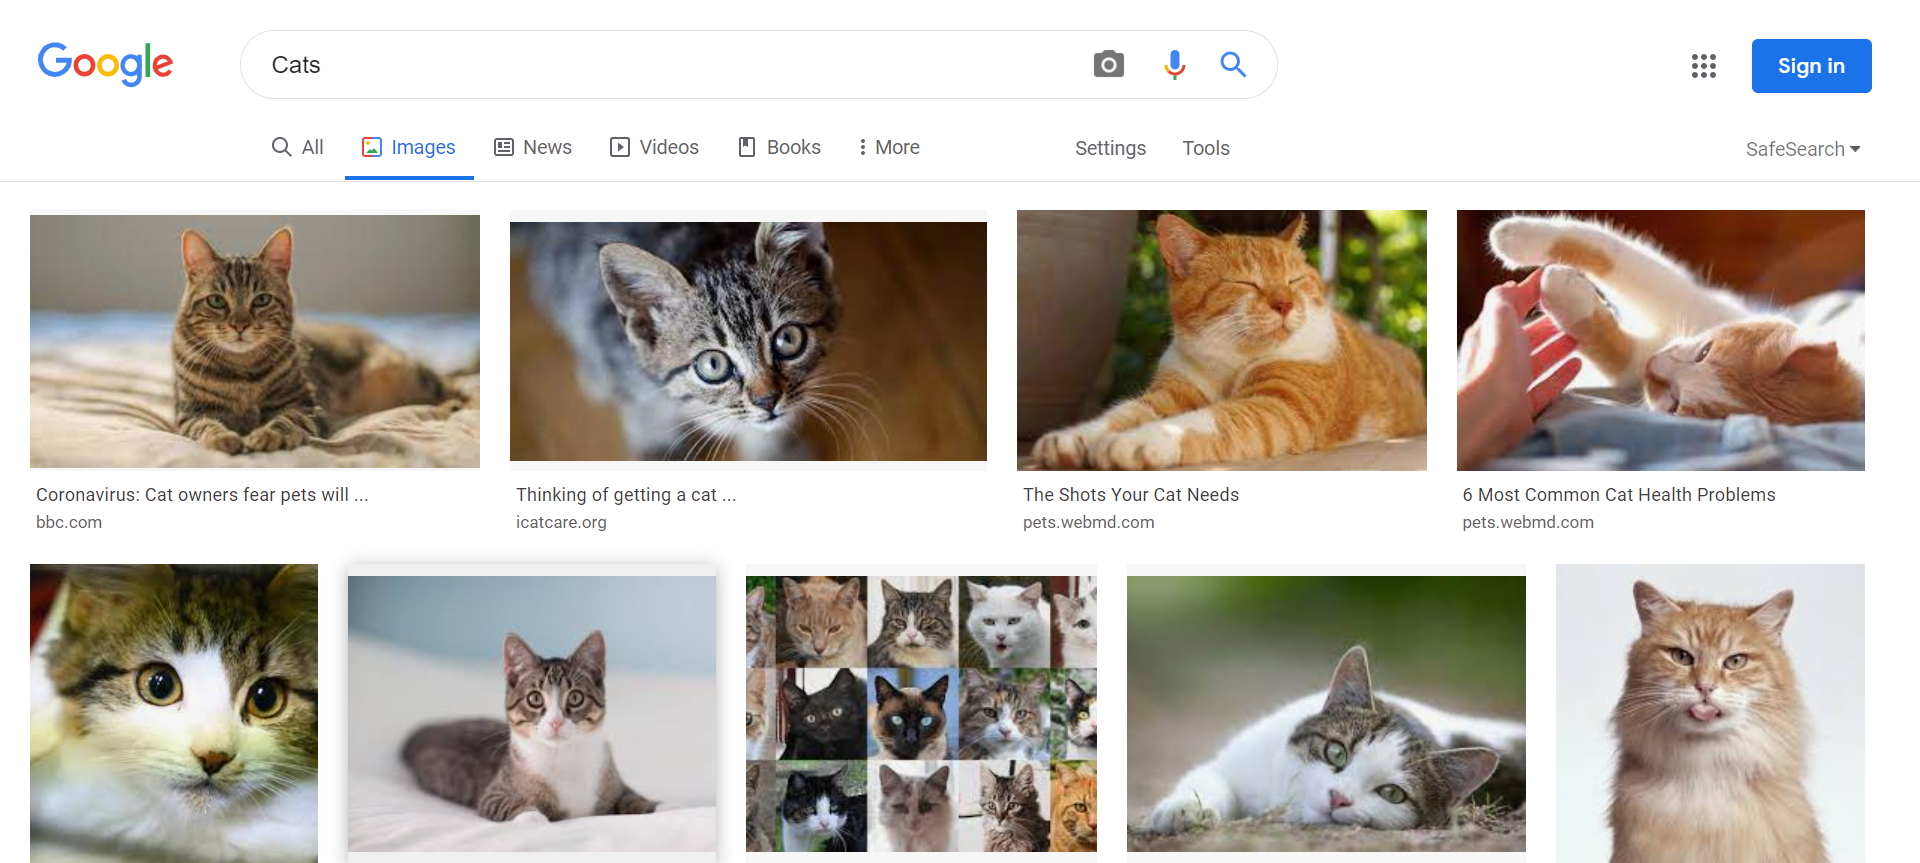 Google
Cats
Sign in
All
Images
News
Videos
Books
More
Settings
Tools
SafeSearch
Coronavirus: Cat owners fear pets will ...
bbc.com
Thinking of getting a cat ...
icatcare.org
The Shots Your Cat Needs
pets.webmd.com
6 Most Common Cat Health Problems
pets.webmd.com